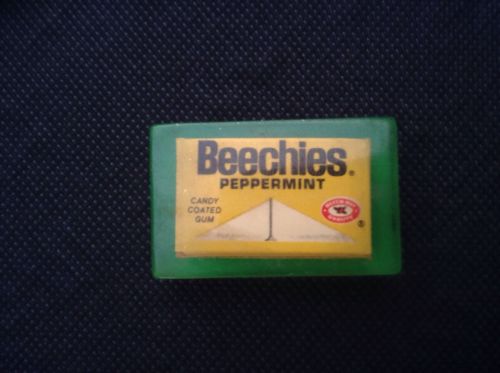 Beechies®
PEPPERMINT
CANDY
COATED
GUM
®